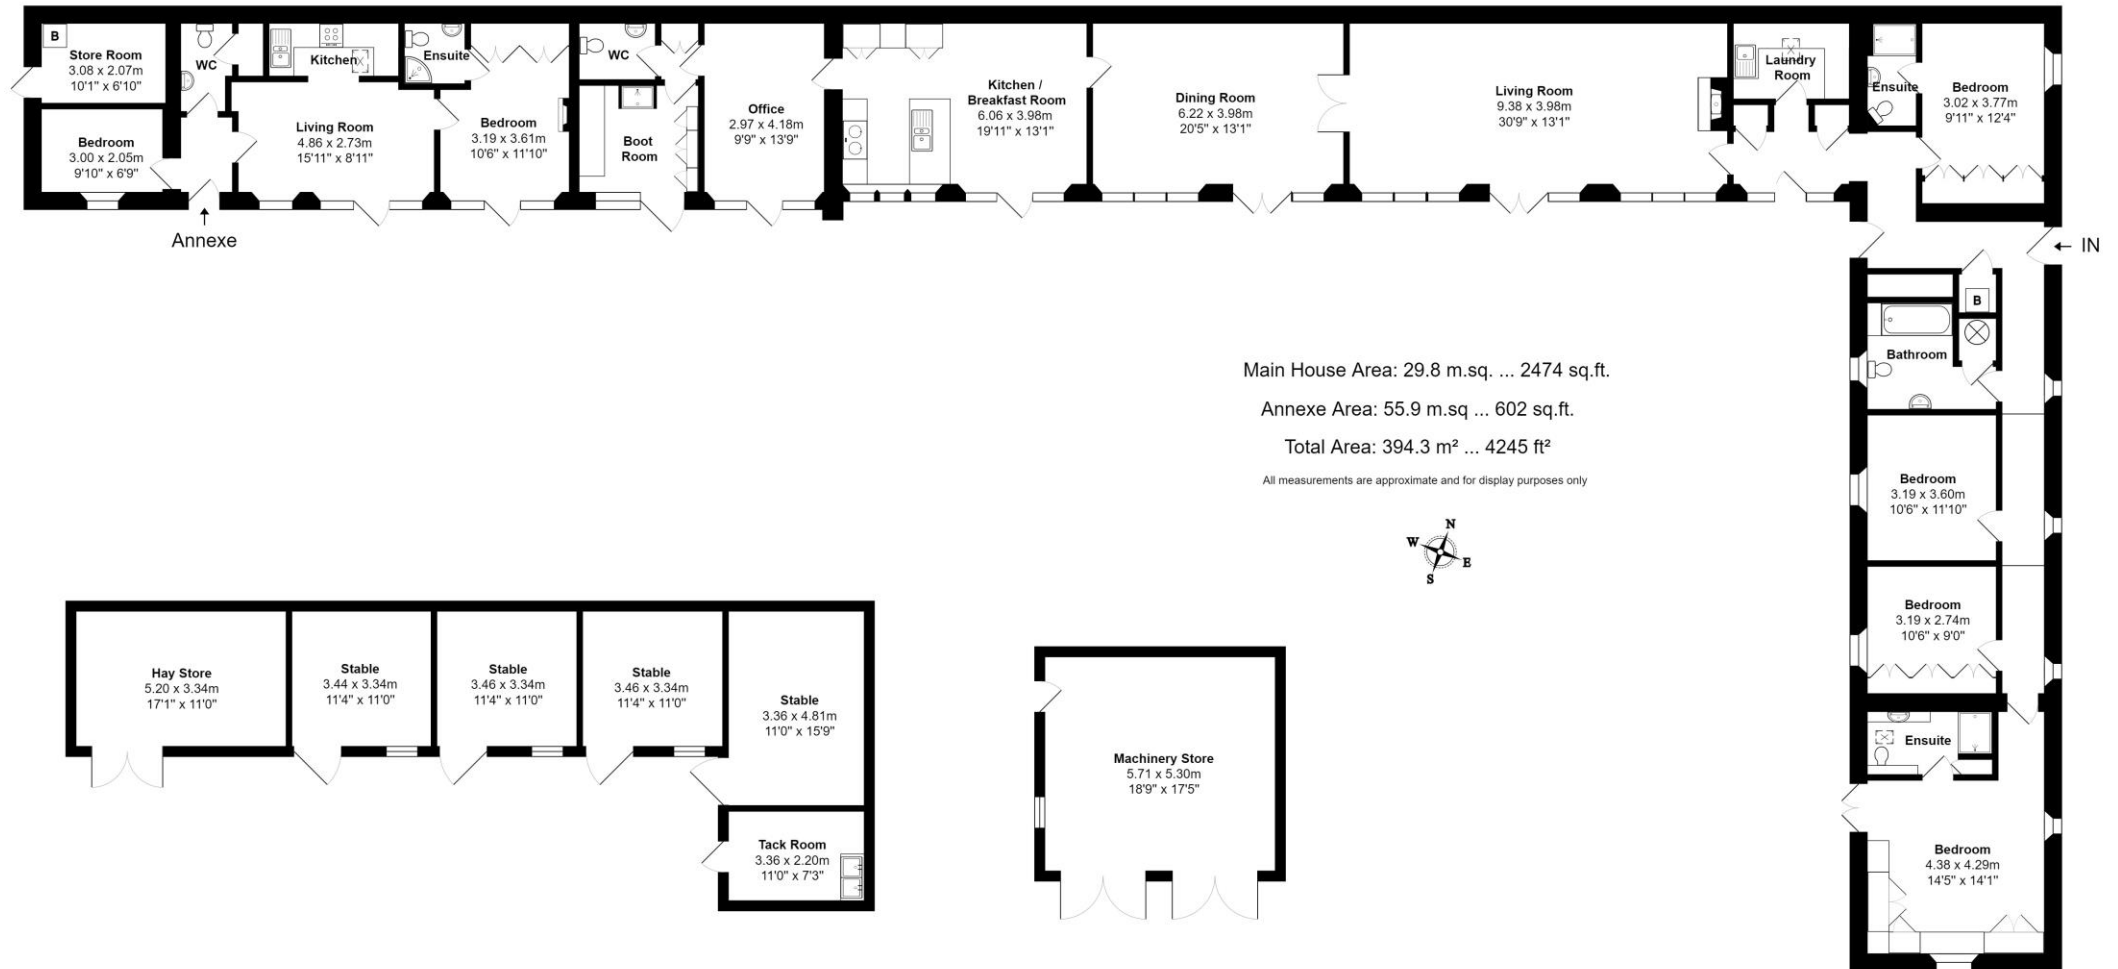 B
Store Room
3.08 x 2.07m
10'1" x 6'10"
Bedroom
3.00 x 2.05m
9'10" x 6'9"
WC
Annexe
Kitchen
Living Room
4.86 x 2.73m
15'11" x 8'11"
Ensuite
Bedroom
3.19 x 3.61m
10'6" x 11'10"
WC
Boot
Room
Office
2.97 x 4.18m
9'9" x 13'9"
Kitchen /
Breakfast Room
6.06 x 3.98m
19'11" x 13'1"
Dining Room
6.22 x 3.98m
20'5" x 13'1"
Living Room
9.38 x 3.98m
30'9" x 13'1"
Laundry
Room
Ensuite
Bedroom
3.02 x 3.77m
9'11" x 12'4"
IN
B
Bathroom
Bedroom
3.19 x 3.60m
10'6" x 11'10"
Bedroom
3.19 x 2.74m
10'6" x 9'0"
Ensuite
Bedroom
4.38 x 4.29m
14'5" x 14'1"
Main House Area: 29.8 m.sq. ... 2474 sq.ft.
Annexe Area: 55.9 m.sq ... 602 sq.ft.
Total Area: 394.3 m² ... 4245 ft²
All measurements are approximate and for display purposes only
N
W
E
S
Hay Store
5.20 x 3.34m
17'1" x 11'0"
Stable
3.44 x 3.34m
11'4" x 11'0"
Stable
3.46 x 3.34m
11'4" x 11'0"
Stable
3.46 x 3.34m
11'4" x 11'0"
Stable
3.36 x 4.81m
11'0" x 15'9"
Tack Room
3.36 x 2.20m
11'0" x 7'3"
Machinery Store
5.71 x 5.30m
18'9" x 17'5"